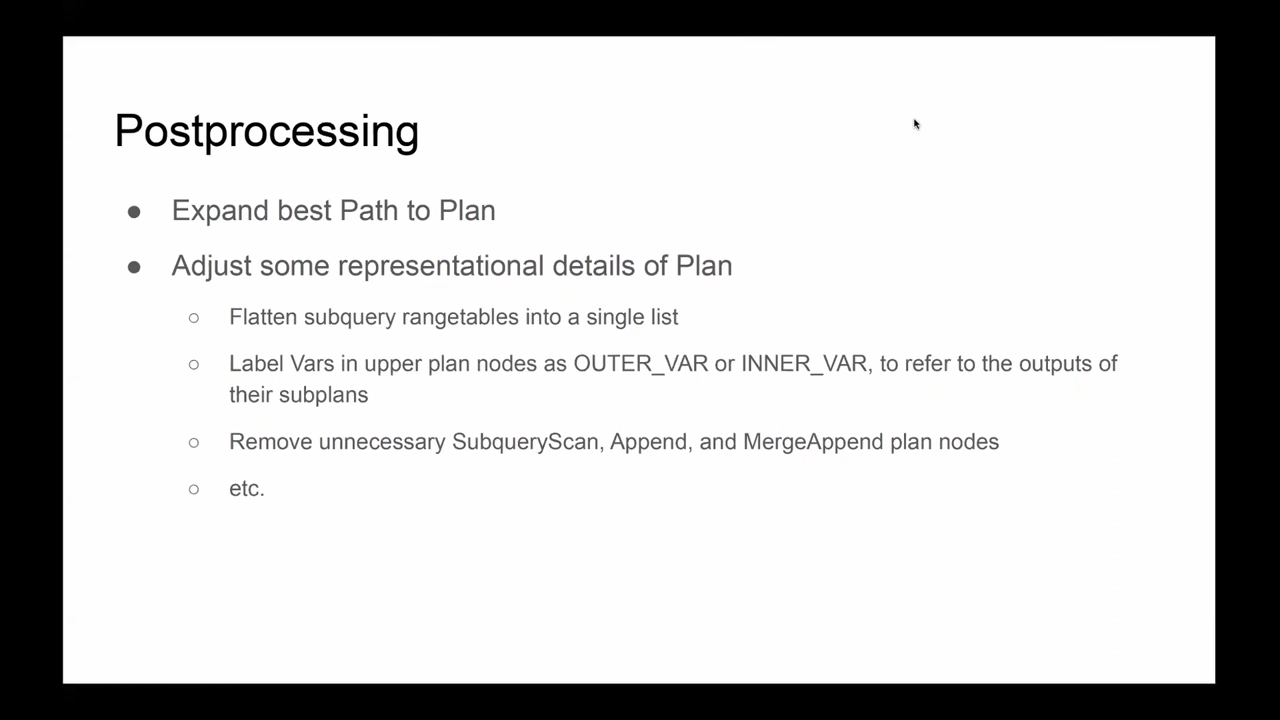 Postprocessing
● Expand best Path to Plan
● Adjust some representational details of Plan
○ Flatten subquery rangetables into a single list
○ Label Vars in upper plan nodes as OUTER_VAR or INNER_VAR, to refer to the outputs of
their subplans
○ Remove unnecessary SubqueryScan, Append, and MergeAppend plan nodes
○ etc.